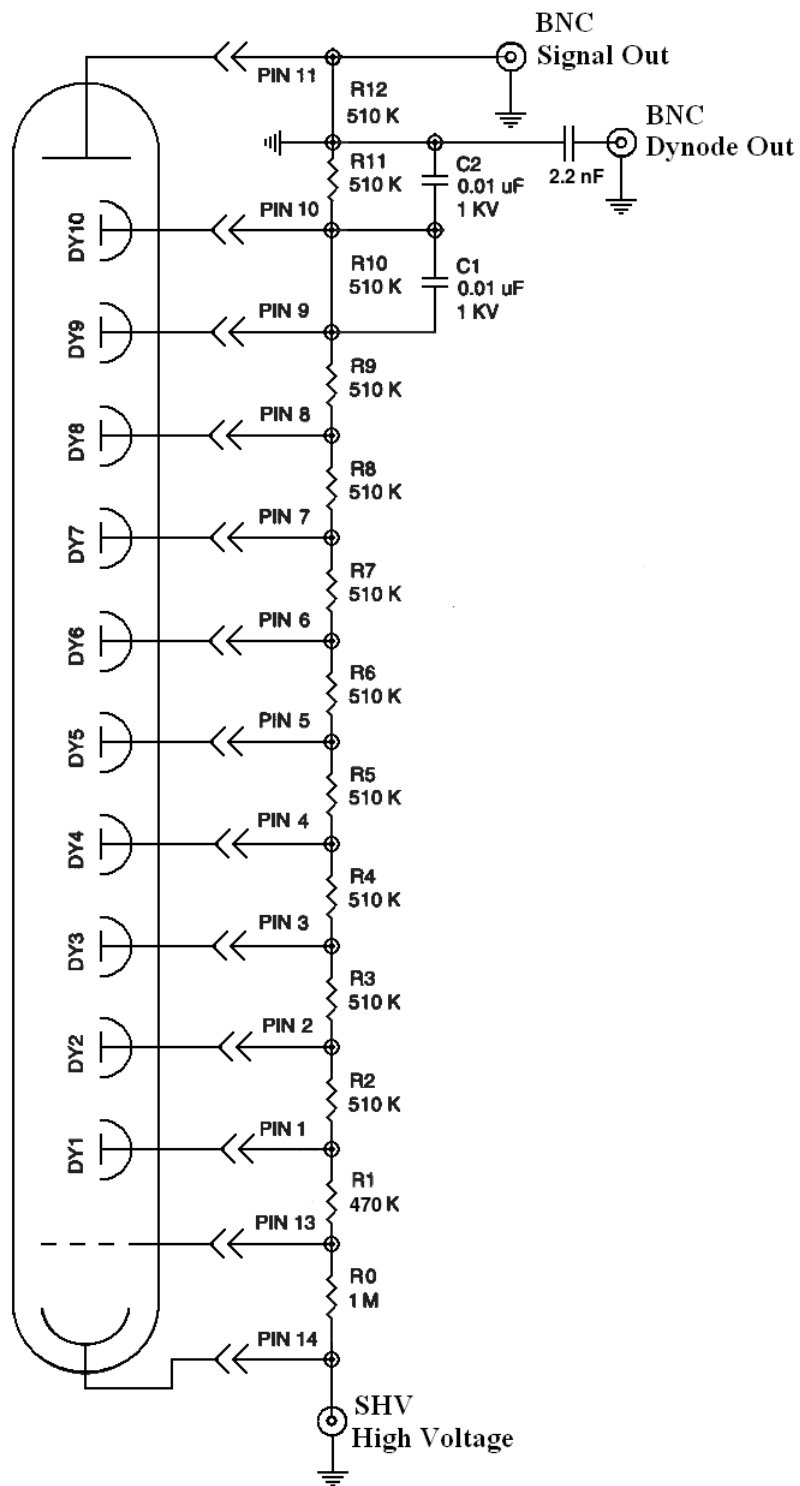 BNC
Signal Out
PIN 11
R12
510 K
BNC
Dynode Out
R11
510 K
C2
0.01 uF
1 KV
2.2 nF
DY10
PIN 10
R10
510 K
C1
0.01 uF
1 KV
DY9
PIN 9
R9
510 K
DY8
PIN 8
R8
510 K
DY7
PIN 7
R7
510 K
DY6
PIN 6
R6
510 K
DY5
PIN 5
R5
510 K
DY4
PIN 4
R4
510 K
DY3
PIN 3
R3
510 K
DY2
PIN 2
R2
510 K
DY1
PIN 1
R1
470 K
PIN 13
R0
1 M
PIN 14
SHV
High Voltage